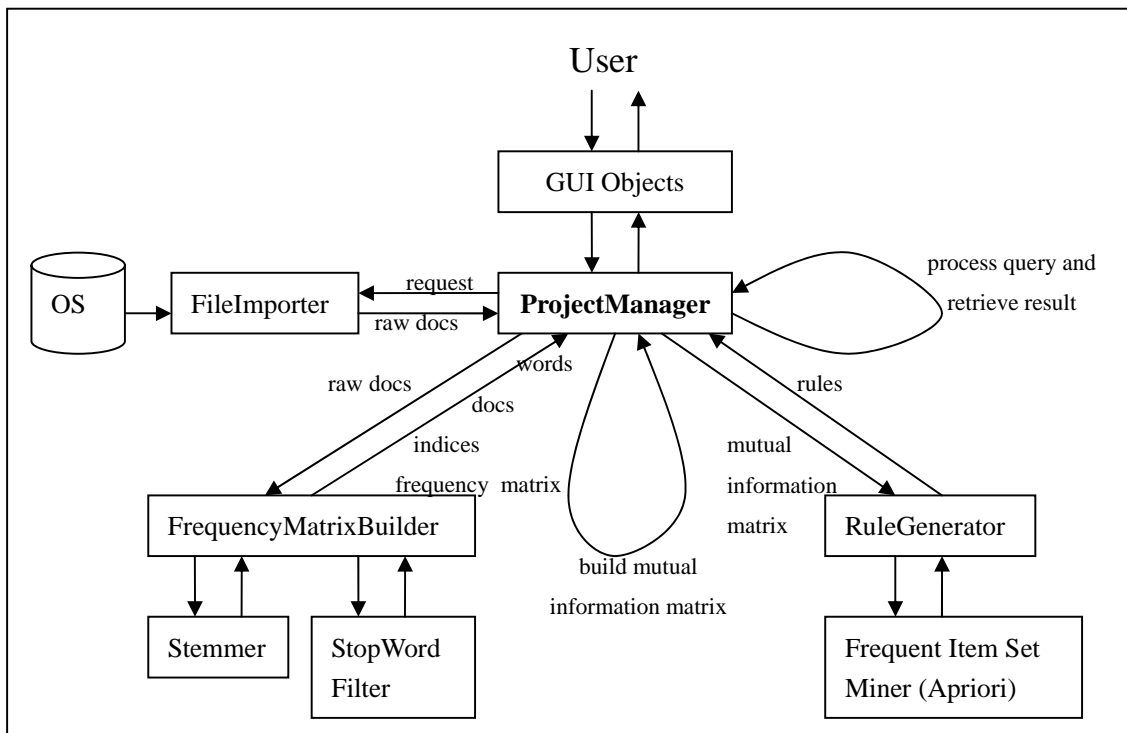 User
GUI Objects
OS
FileImporter
request
raw docs
ProjectManager
process query and
retrieve result
raw docs
words
docs
indices
frequency matrix
rules
mutual
information
matrix
FrequencyMatrixBuilder
RuleGenerator
build mutual
information matrix
Stemmer
StopWord
Filter
Frequent Item Set
Miner (Apriori)